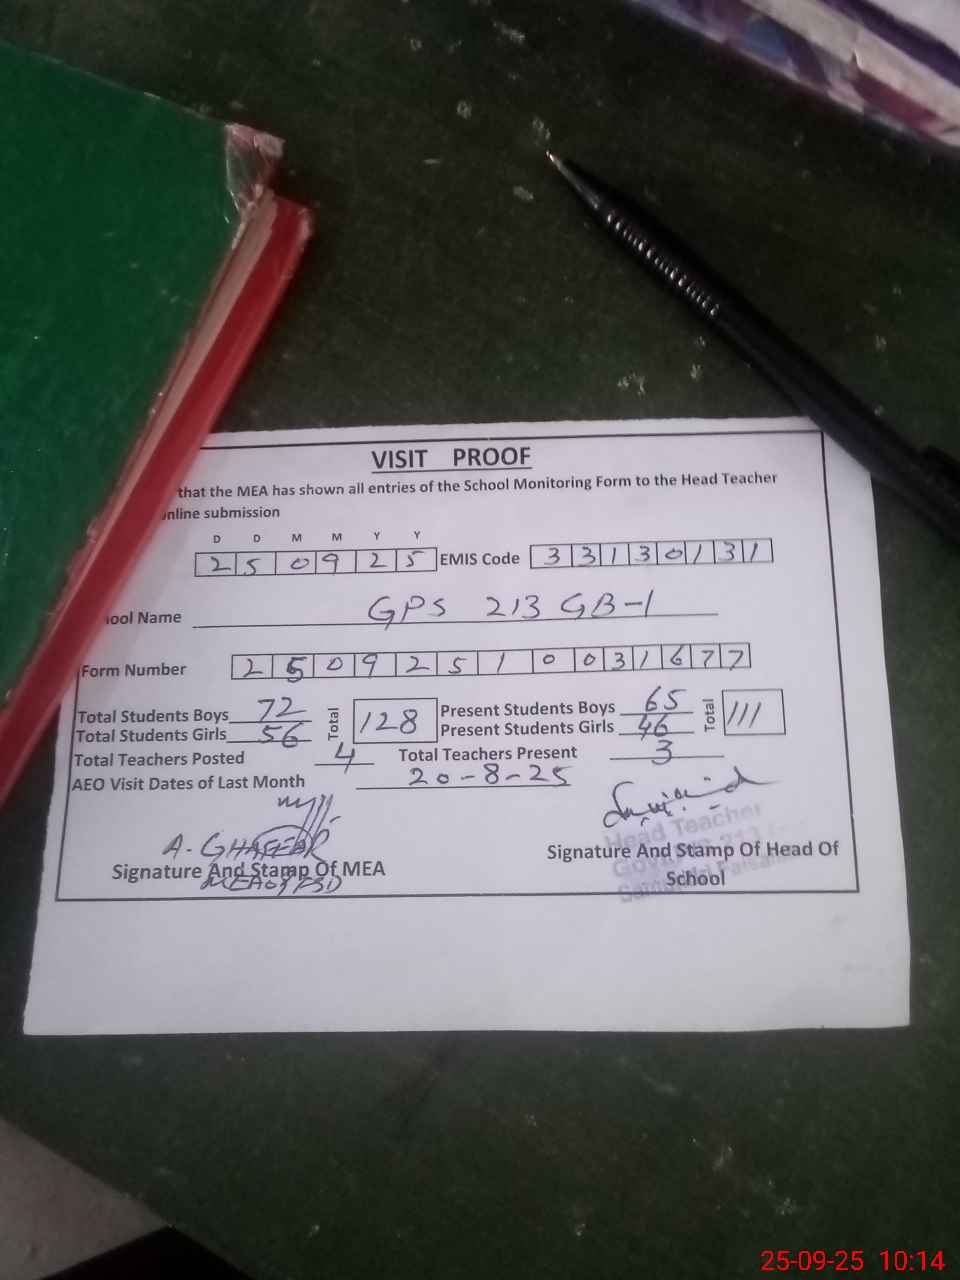 VISIT PROOF
that the MEA has shown all entries of the School Monitoring Form to the Head Teacher
nline submission
D D M M Y Y
2 5 0 9 2 5 EMIS Code 3 3 1 3 0 1 3 1
ool Name GPS 213 GB-1
Form Number 2 5 0 9 2 5 1 0 0 3 1 6 7 7
Total Students Boys 72 Total 128 Present Students Boys 65 Total 111
Total Students Girls 56 Present Students Girls 46
Total Teachers Posted 4 Total Teachers Present 3
AEO Visit Dates of Last Month 20-8-25
A. GHAFEER
Head Teacher
Signature And Stamp Of MEA Signature And Stamp Of Head Of
School
25-09-25 10:14